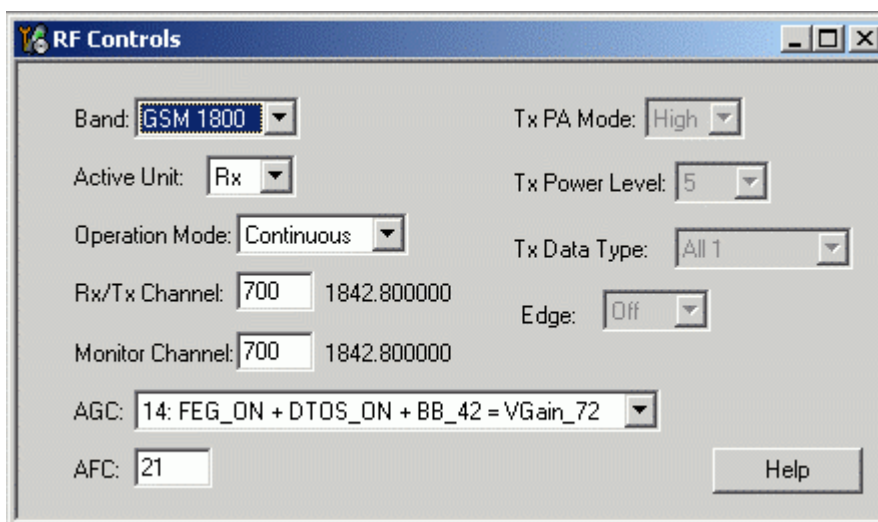 RF Controls
Band: GSM 1800
Tx PA Mode: High
Active Unit: Rx
Tx Power Level: 5
Operation Mode: Continuous
Tx Data Type: All 1
Rx/Tx Channel: 700 1842.800000
Edge: Off
Monitor Channel: 700 1842.800000
AGC: 14: FEG_ON + DTOS_ON + BB_42 = VGain_72
AFC: 21
Help